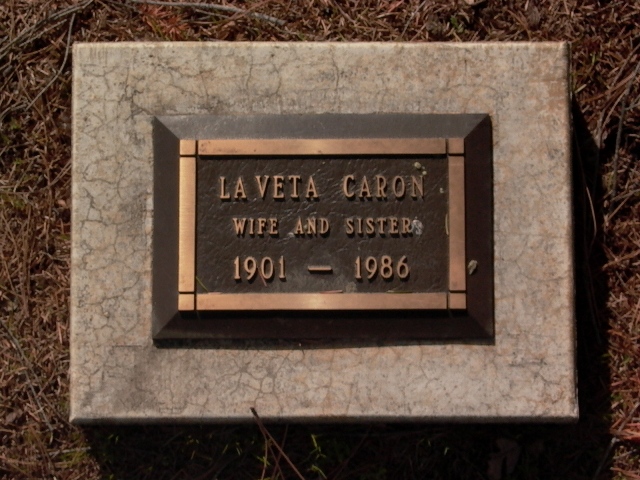 LA VETA CARON
WIFE AND SISTER
1901 — 1986